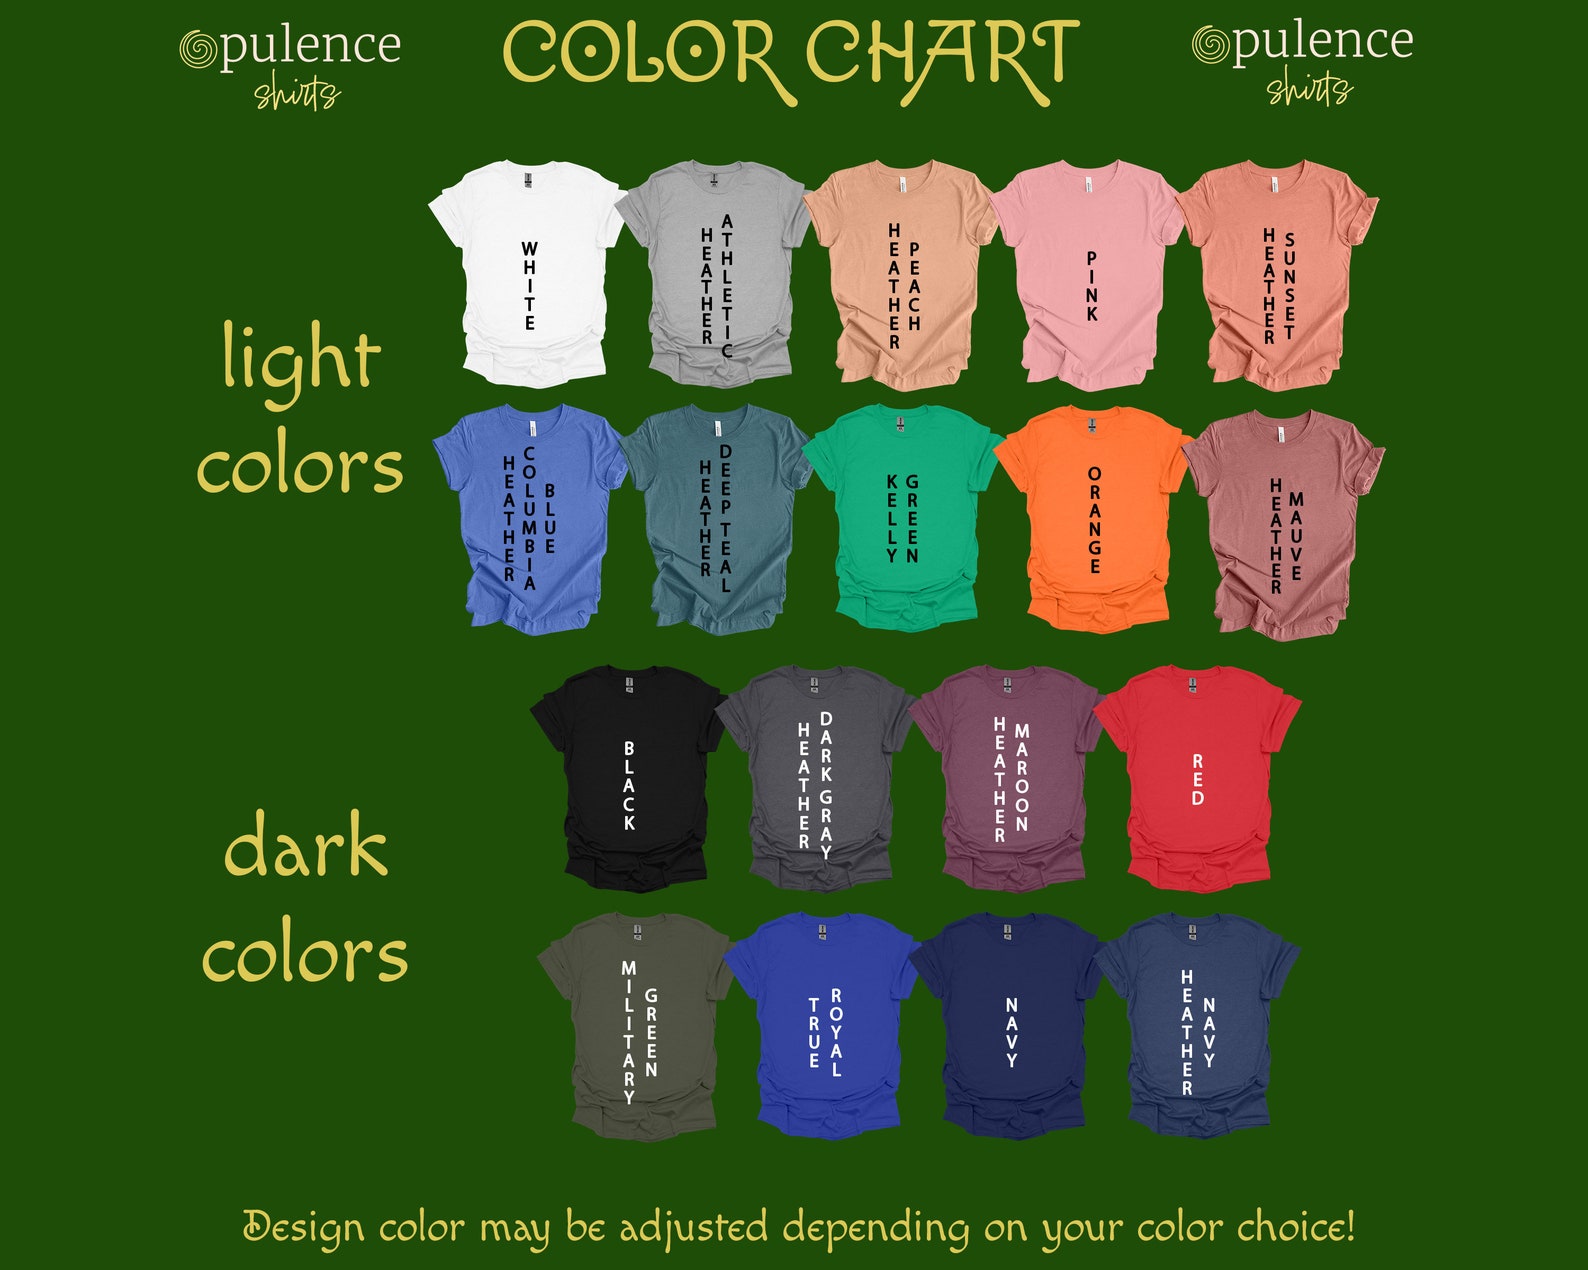 Opulence
shirts
COLOR CHART
Opulence
shirts
light
colors
WHITE
HEATHER ATHLETIC
HEATHER PEACH
PINK
HEATHER SUNSET
HEATHER COLUMBIA BLUE
HEATHER DEEP TEAL
KELLY GREEN
ORANGE
HEATHER MAUVE
dark
colors
BLACK
HEATHER DARK GRAY
HEATHER MAROON
RED
MILITARY GREEN
TRUE ROYAL
NAVY
HEATHER NAVY
Design color may be adjusted depending on your color choice!